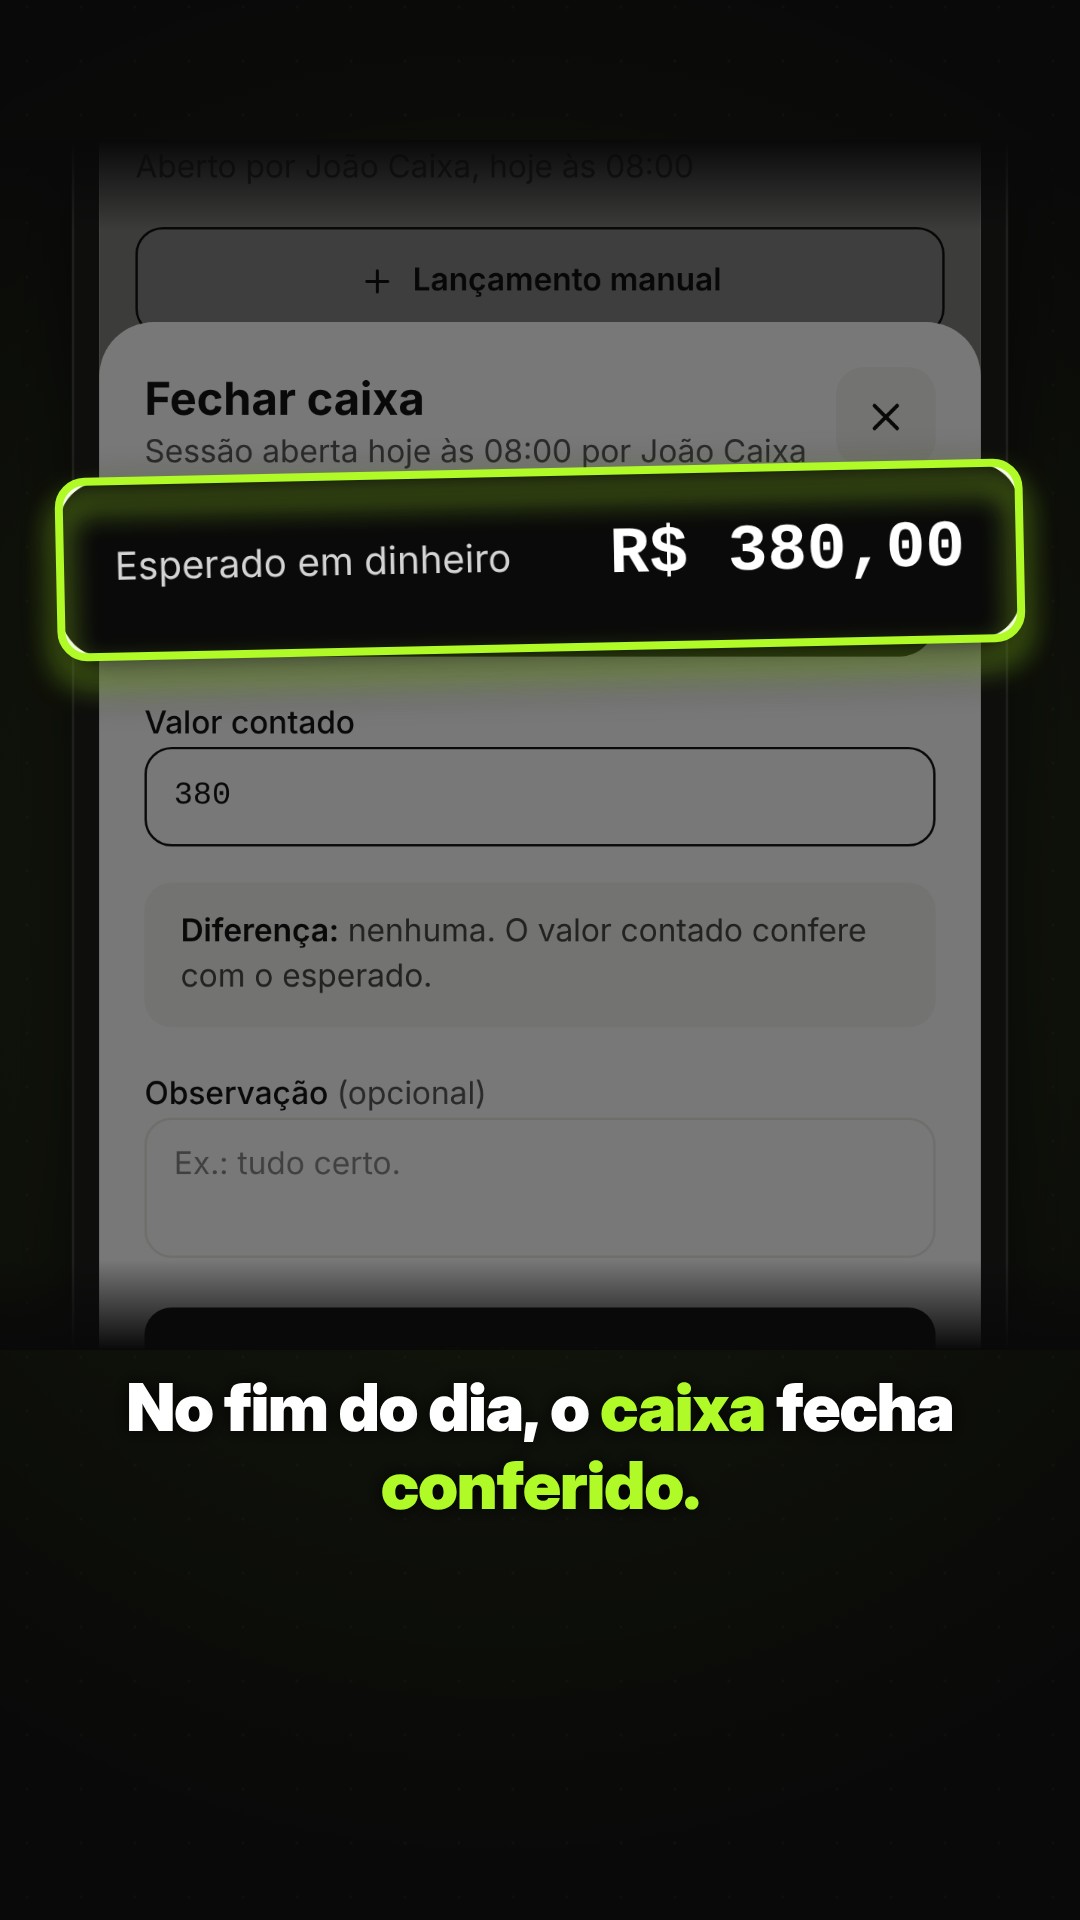 Aberto por João Caixa, hoje às 08:00
+ Lançamento manual
Fechar caixa
Sessão aberta hoje às 08:00 por João Caixa
Esperado em dinheiro R$ 380,00
Valor contado
380
Diferença: nenhuma. O valor contado confere
com o esperado.
Observação (opcional)
Ex.: tudo certo.
No fim do dia, o caixa fecha
conferido.